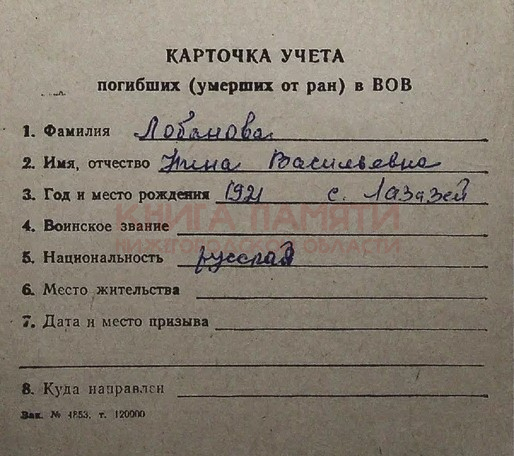 КАРТОЧКА УЧЕТА
погибших (умерших от ран) в ВОВ
1. Фамилия Лобанова
2. Имя, отчество Нина Васильевна
3. Год и место рождения 1921 с. Лазазей
КНИГА ПАМЯТИ
4. Воинское звание
НИЖЕГОРОДСКОЙ ОБЛАСТИ
5. Национальность русская
6. Место жительства
7. Дата и место призыва
8. Куда направлен
Зак. № 4853, т. 120000